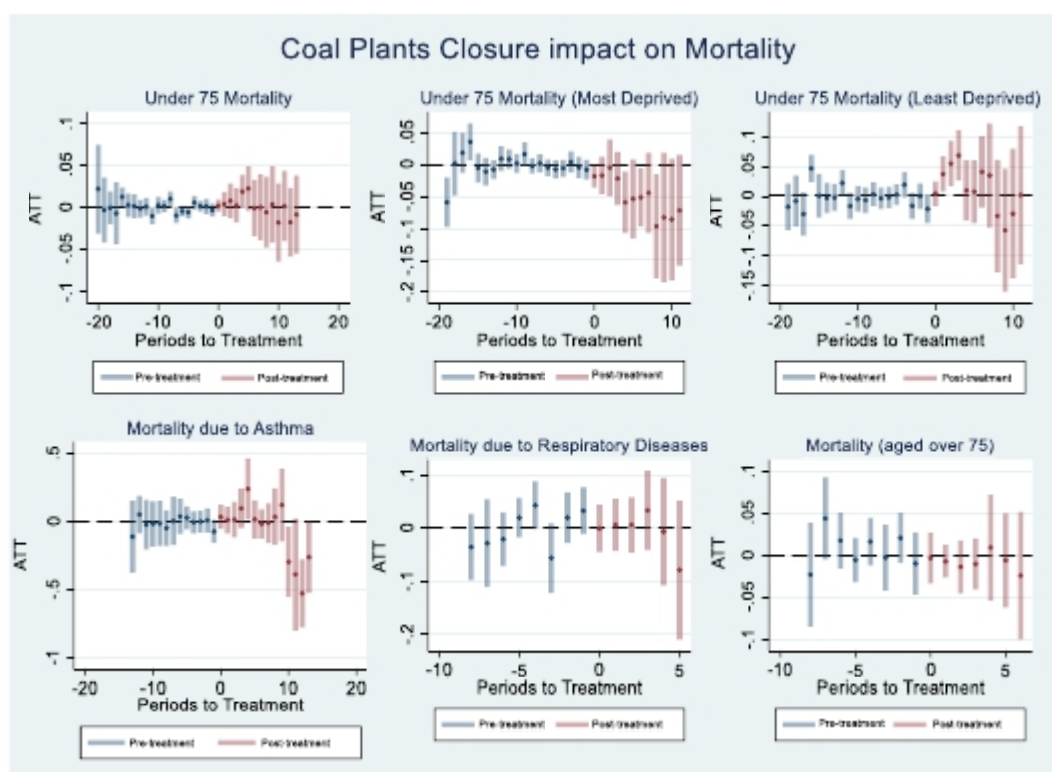 Coal Plants Closure impact on Mortality
Under 75 Mortality
ATT
.1
.05
0
-.05
-.1
-20 -10 0 10 20
Periods to Treatment
Pre-treatment Post-treatment
Under 75 Mortality (Most Deprived)
ATT
.05
0
-.05
-.1
-.15
-.2
-20 -10 0 10
Periods to Treatment
Pre-treatment Post-treatment
Under 75 Mortality (Least Deprived)
ATT
.1
.05
0
-.05
-.1
-.15
-20 -10 0 10
Periods to Treatment
Pre-treatment Post-treatment
Mortality due to Asthma
ATT
.5
0
-.5
-1
-20 -10 0 10 20
Periods to Treatment
Pre-treatment Post-treatment
Mortality due to Respiratory Diseases
ATT
.1
0
-.1
-.2
-10 -5 0 5
Periods to Treatment
Pre-treatment Post-treatment
Mortality (aged over 75)
ATT
.1
.05
0
-.05
-.1
-10 -5 0 5
Periods to Treatment
Pre-treatment Post-treatment